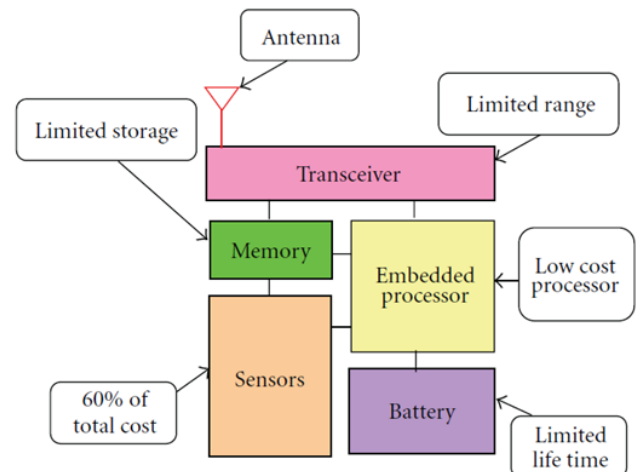 Antenna
Limited range
Limited storage
Transceiver
Memory
Embedded
processor
Low cost
processor
Sensors
60% of
total cost
Battery
Limited
life time